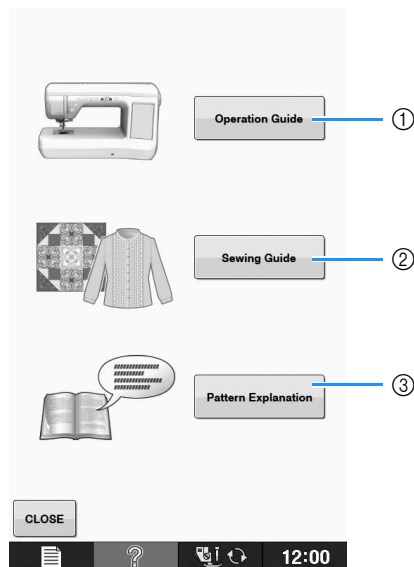 Operation Guide
①
Sewing Guide
②
Pattern Explanation
③
CLOSE
12:00